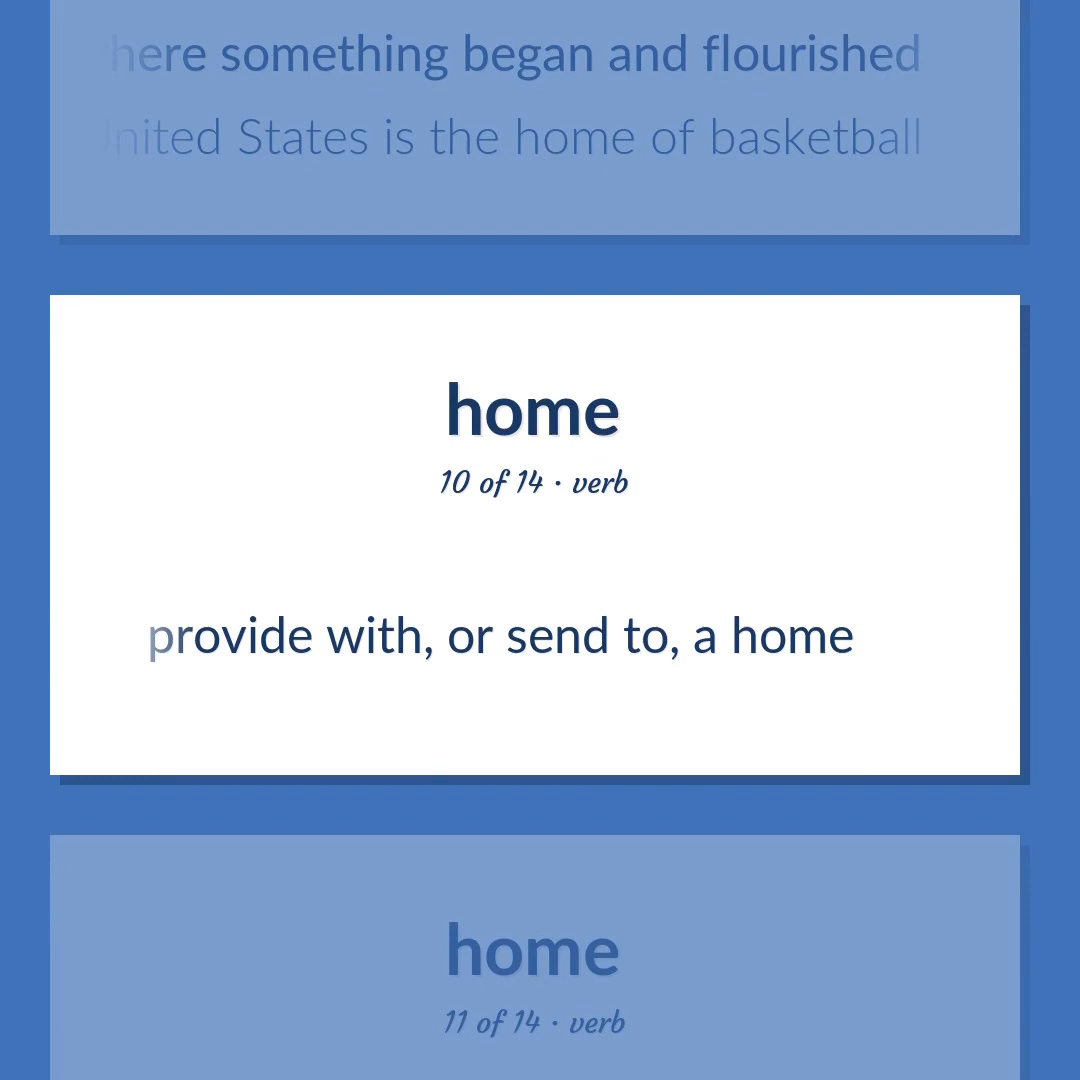 here something began and flourished
United States is the home of basketball
home
10 of 14 · verb
provide with, or send to, a home
home
11 of 14 · verb